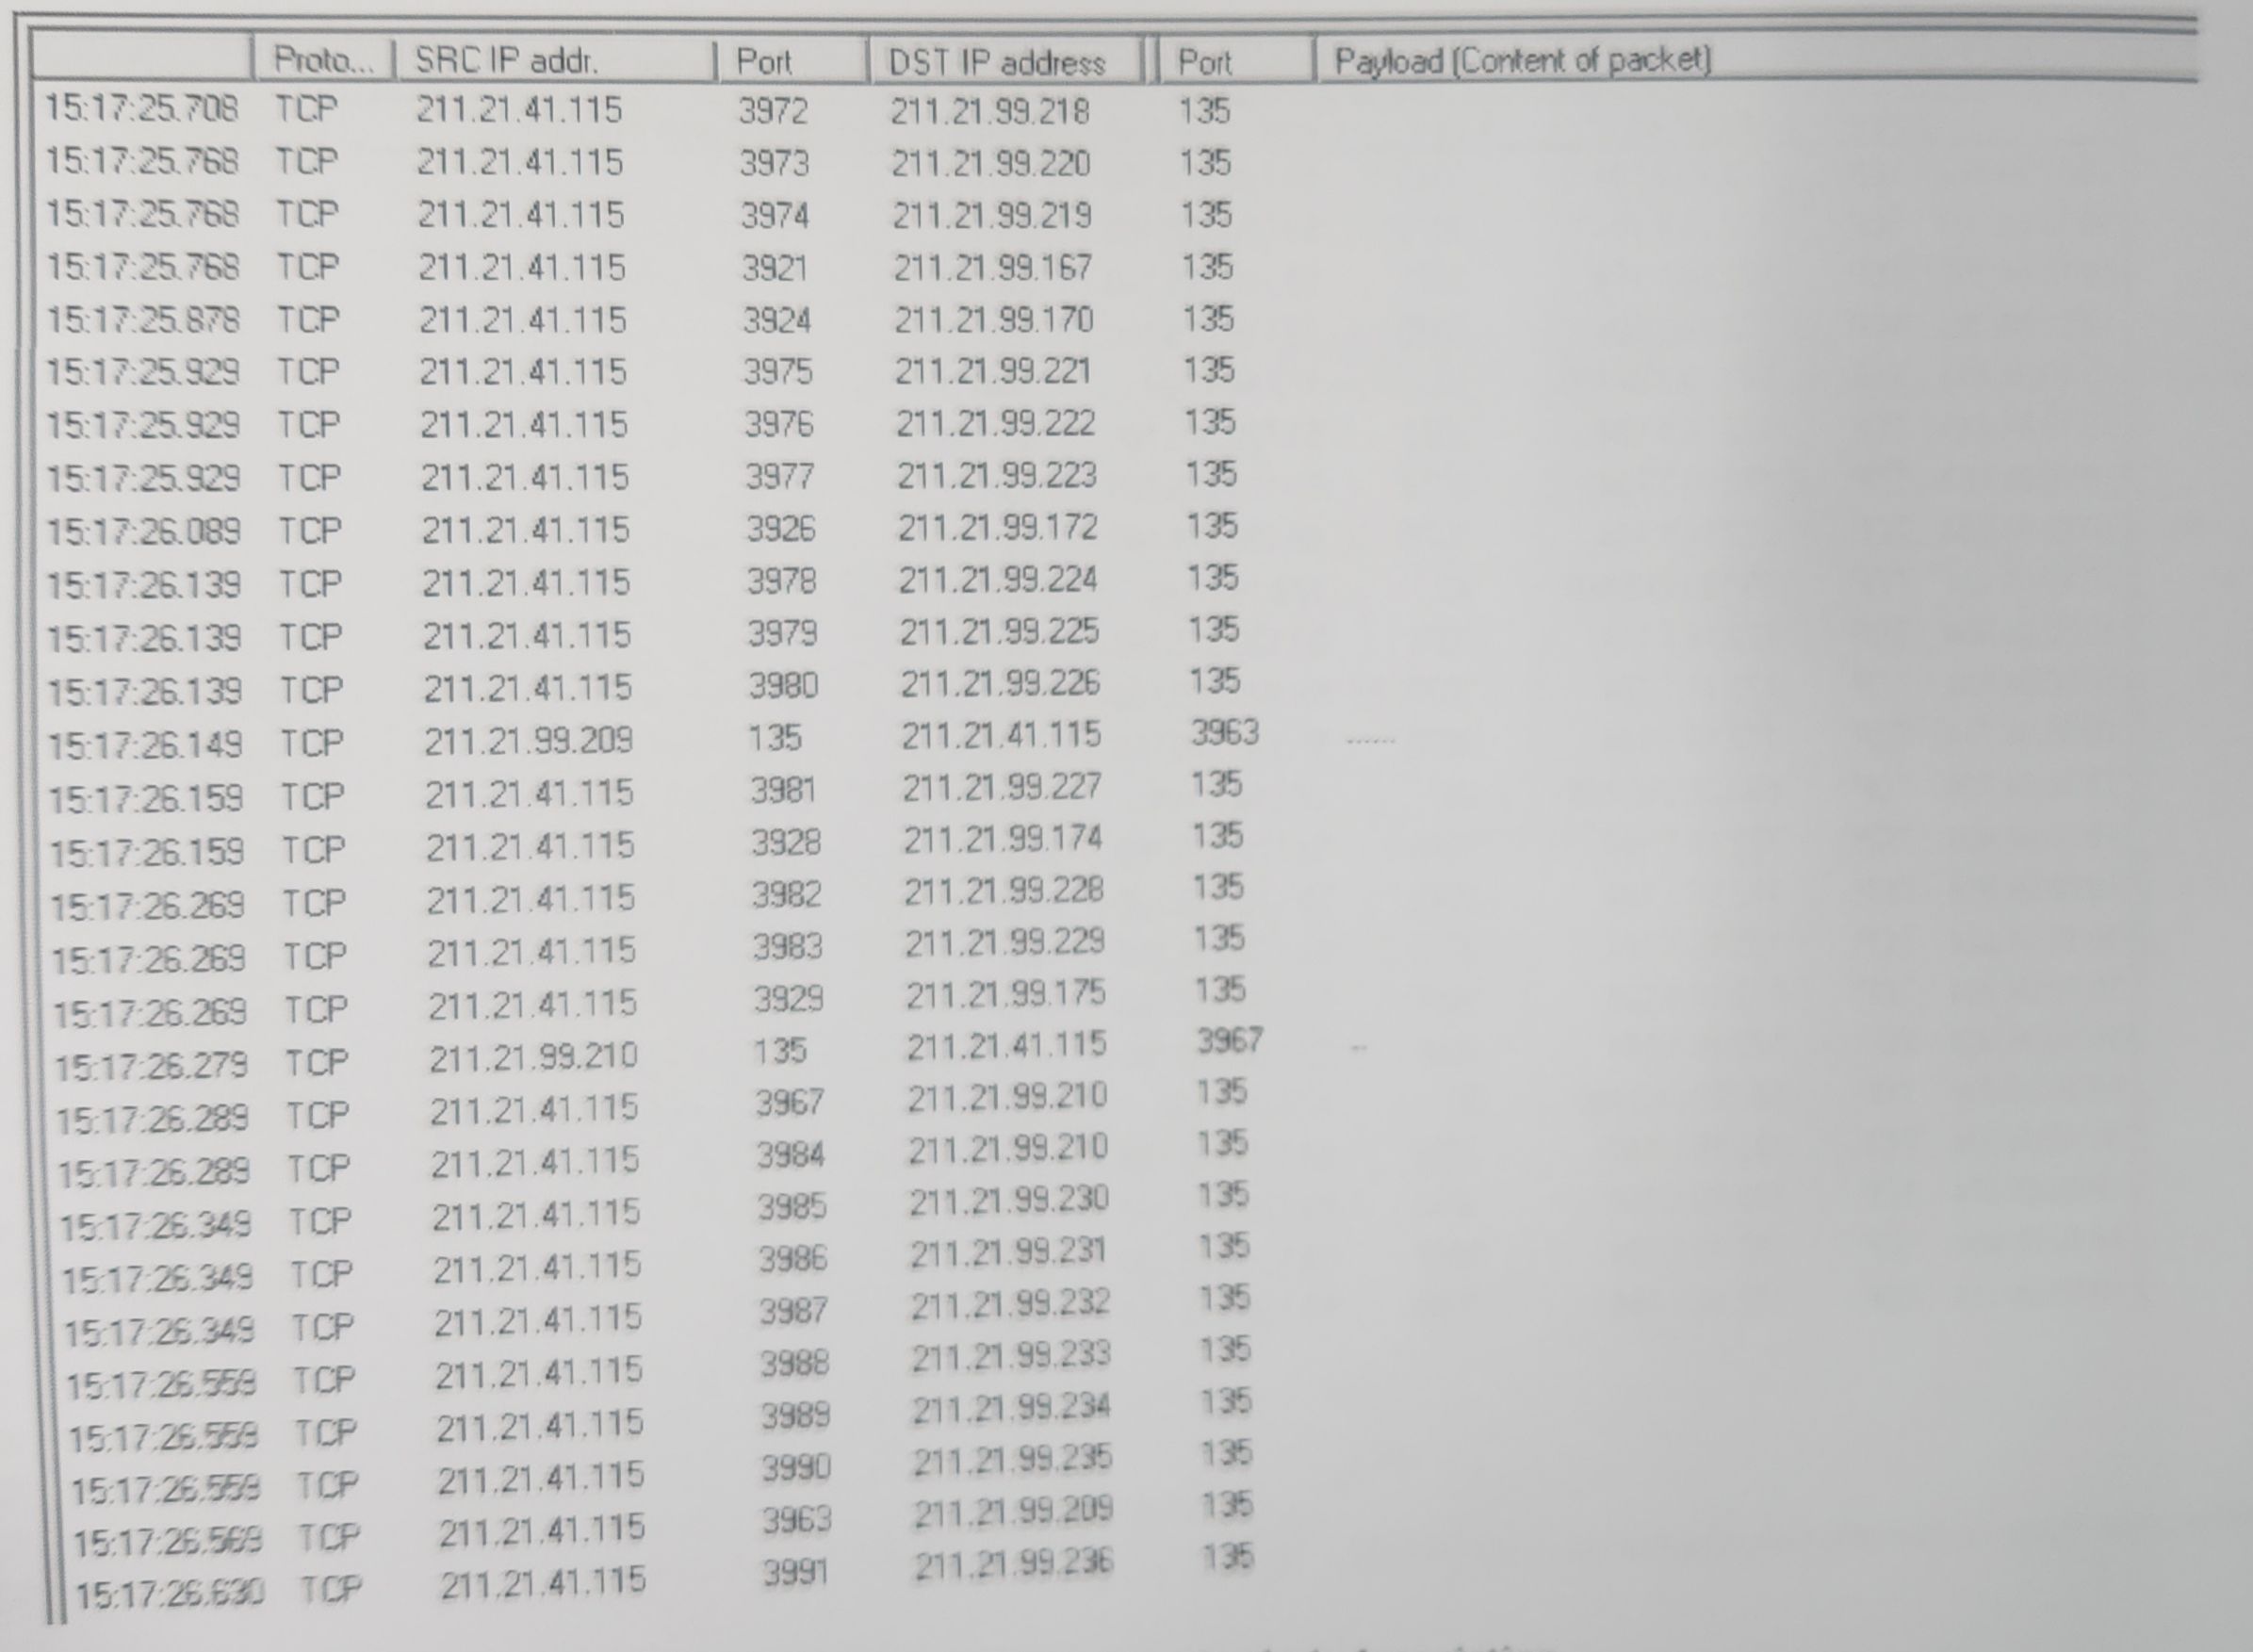 Proto... SRC IP addr. Port DST IP address Port Payload (Content of packet)
15:17:25.708 TCP 211.21.41.115 3972 211.21.99.218 135
15:17:25.768 TCP 211.21.41.115 3973 211.21.99.220 135
15:17:25.768 TCP 211.21.41.115 3974 211.21.99.219 135
15:17:25.768 TCP 211.21.41.115 3921 211.21.99.167 135
15:17:25.878 TCP 211.21.41.115 3924 211.21.99.170 135
15:17:25.929 TCP 211.21.41.115 3975 211.21.99.221 135
15:17:25.929 TCP 211.21.41.115 3976 211.21.99.222 135
15:17:25.929 TCP 211.21.41.115 3977 211.21.99.223 135
15:17:26.089 TCP 211.21.41.115 3926 211.21.99.172 135
15:17:26.139 TCP 211.21.41.115 3978 211.21.99.224 135
15:17:26.139 TCP 211.21.41.115 3979 211.21.99.225 135
15:17:26.139 TCP 211.21.41.115 3980 211.21.99.226 135
15:17:26.149 TCP 211.21.99.209 135 211.21.41.115 3963 ......
15:17:26.159 TCP 211.21.41.115 3981 211.21.99.227 135
15:17:26.159 TCP 211.21.41.115 3928 211.21.99.174 135
15:17:26.269 TCP 211.21.41.115 3982 211.21.99.228 135
15:17:26.269 TCP 211.21.41.115 3983 211.21.99.229 135
15:17:26.269 TCP 211.21.41.115 3929 211.21.99.175 135
15:17:26.279 TCP 211.21.99.210 135 211.21.41.115 3967 ..
15:17:26.289 TCP 211.21.41.115 3967 211.21.99.210 135
15:17:26.289 TCP 211.21.41.115 3984 211.21.99.210 135
15:17:26.349 TCP 211.21.41.115 3985 211.21.99.230 135
15:17:26.349 TCP 211.21.41.115 3986 211.21.99.231 135
15:17:26.349 TCP 211.21.41.115 3987 211.21.99.232 135
15:17:26.559 TCP 211.21.41.115 3988 211.21.99.233 135
15:17:26.559 TCP 211.21.41.115 3989 211.21.99.234 135
15:17:26.559 TCP 211.21.41.115 3990 211.21.99.235 135
15:17:26.569 TCP 211.21.41.115 3963 211.21.99.209 135
15:17:26.630 TCP 211.21.41.115 3991 211.21.99.236 135